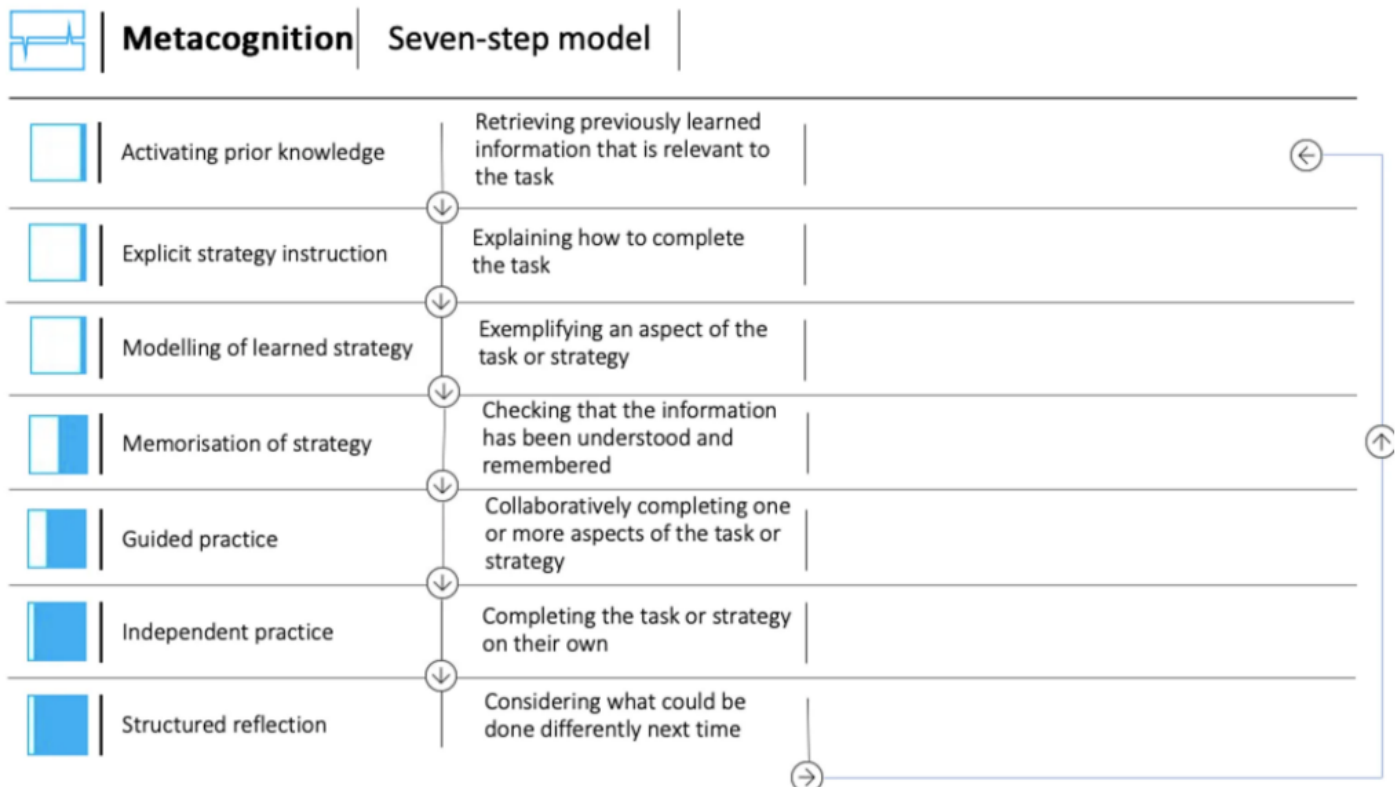 Metacognition Seven-step model
Activating prior knowledge
Retrieving previously learned
information that is relevant to
the task
Explicit strategy instruction
Explaining how to complete
the task
Modelling of learned strategy
Exemplifying an aspect of the
task or strategy
Memorisation of strategy
Checking that the information
has been understood and
remembered
Guided practice
Collaboratively completing one
or more aspects of the task or
strategy
Independent practice
Completing the task or strategy
on their own
Structured reflection
Considering what could be
done differently next time